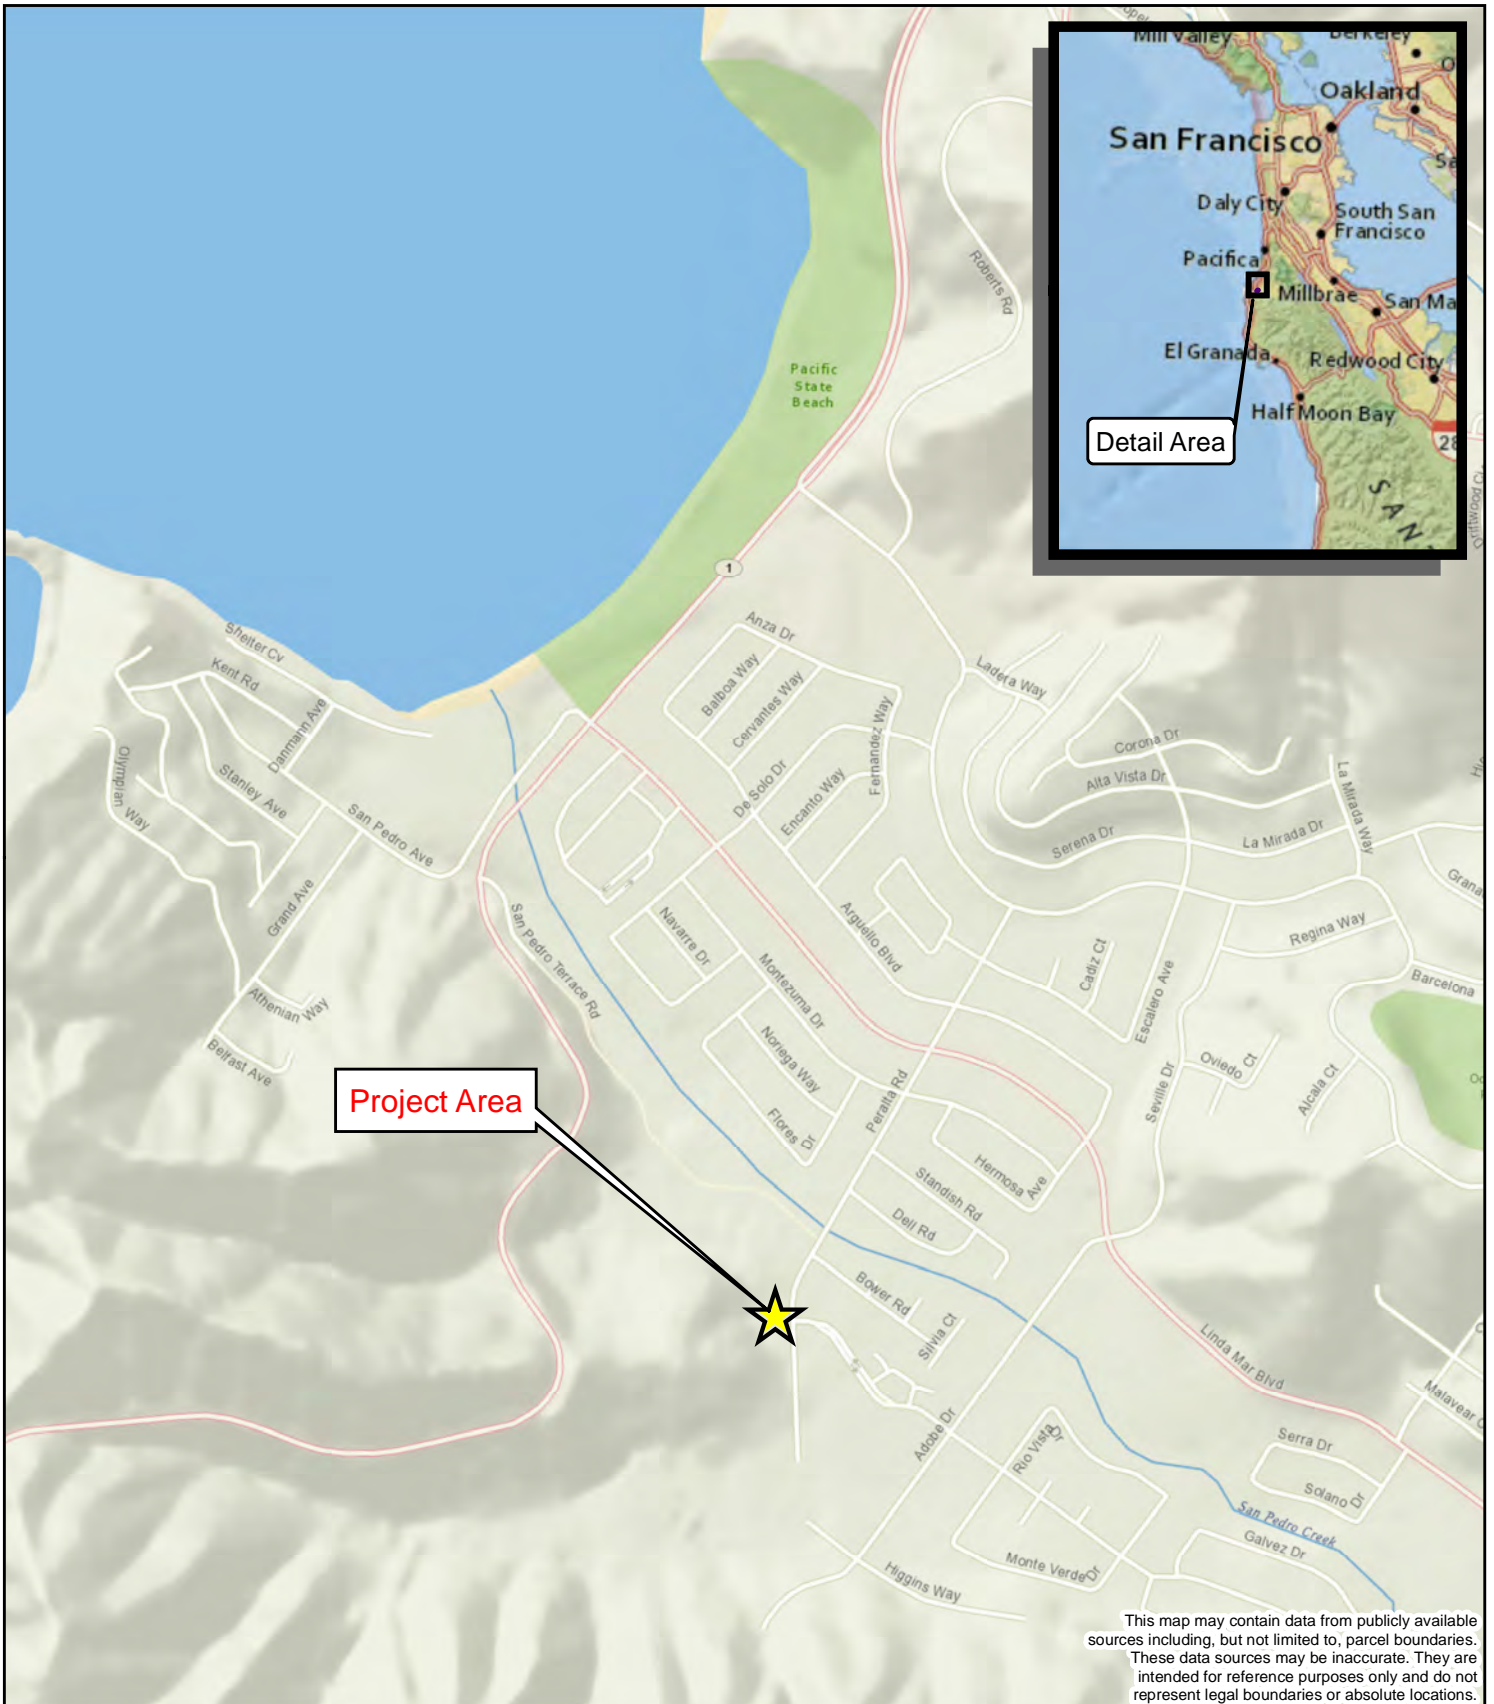 Mill Valley
Berkeley
Oakland
San Francisco
Daly City
South San
Francisco
Pacifica
Millbrae
San Ma
El Granada
Redwood City
Half Moon Bay
Detail Area
28
SAN
Roberts Rd
Driftwood
Pacific
State
Beach
1
Anza Dr
Balboa Way
Cervantes Way
Ladera Way
Fernandez Way
De Solo Dr
Encanto Way
Corona Dr
Alta Vista Dr
La Mirada Way
Serena Dr
La Mirada Dr
Shelter Cv
Kent Rd
Danmann Ave
Olympian
Way
Stanley Ave
San Pedro Ave
Grand Ave
Athenian Way
Belfast Ave
San Pedro Terrace Rd
Navarre Dr
Arguello Blvd
Montezuma Dr
Cadiz Ct
Escalero Ave
Regina Way
Barcelona
Grana
Noriega Way
Flores Dr
Peralta Rd
Seville Dr
Oviedo Ct
Alcala Ct
Project Area
Hermosa Ave
Standish Rd
Dell Rd
Bower Rd
Silvia Ct
Linda Mar Blvd
Malavear C
Adobe Dr
Rio Vista Dr
Serra Dr
Solano Dr
San Pedro Creek
Galvez Dr
Monte Verde Dr
Higgins Way
This map may contain data from publicly available
sources including, but not limited to, parcel boundaries.
These data sources may be inaccurate. They are
intended for reference purposes only and do not
represent legal boundaries or absolute locations.